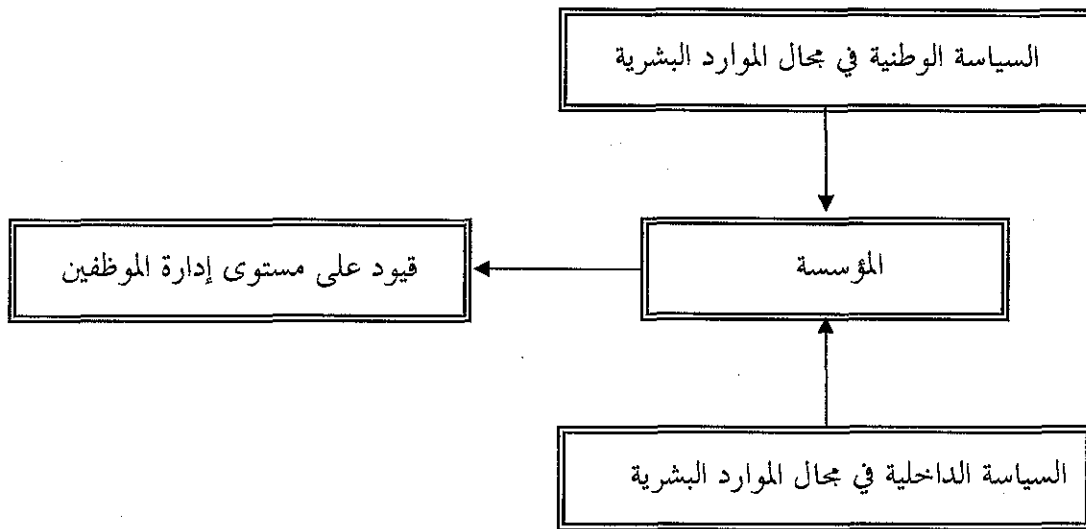 السياسة الوطنية في مجال الموارد البشرية
المؤسسة
قيود على مستوى إدارة الموظفين
السياسة الداخلية في مجال الموارد البشرية